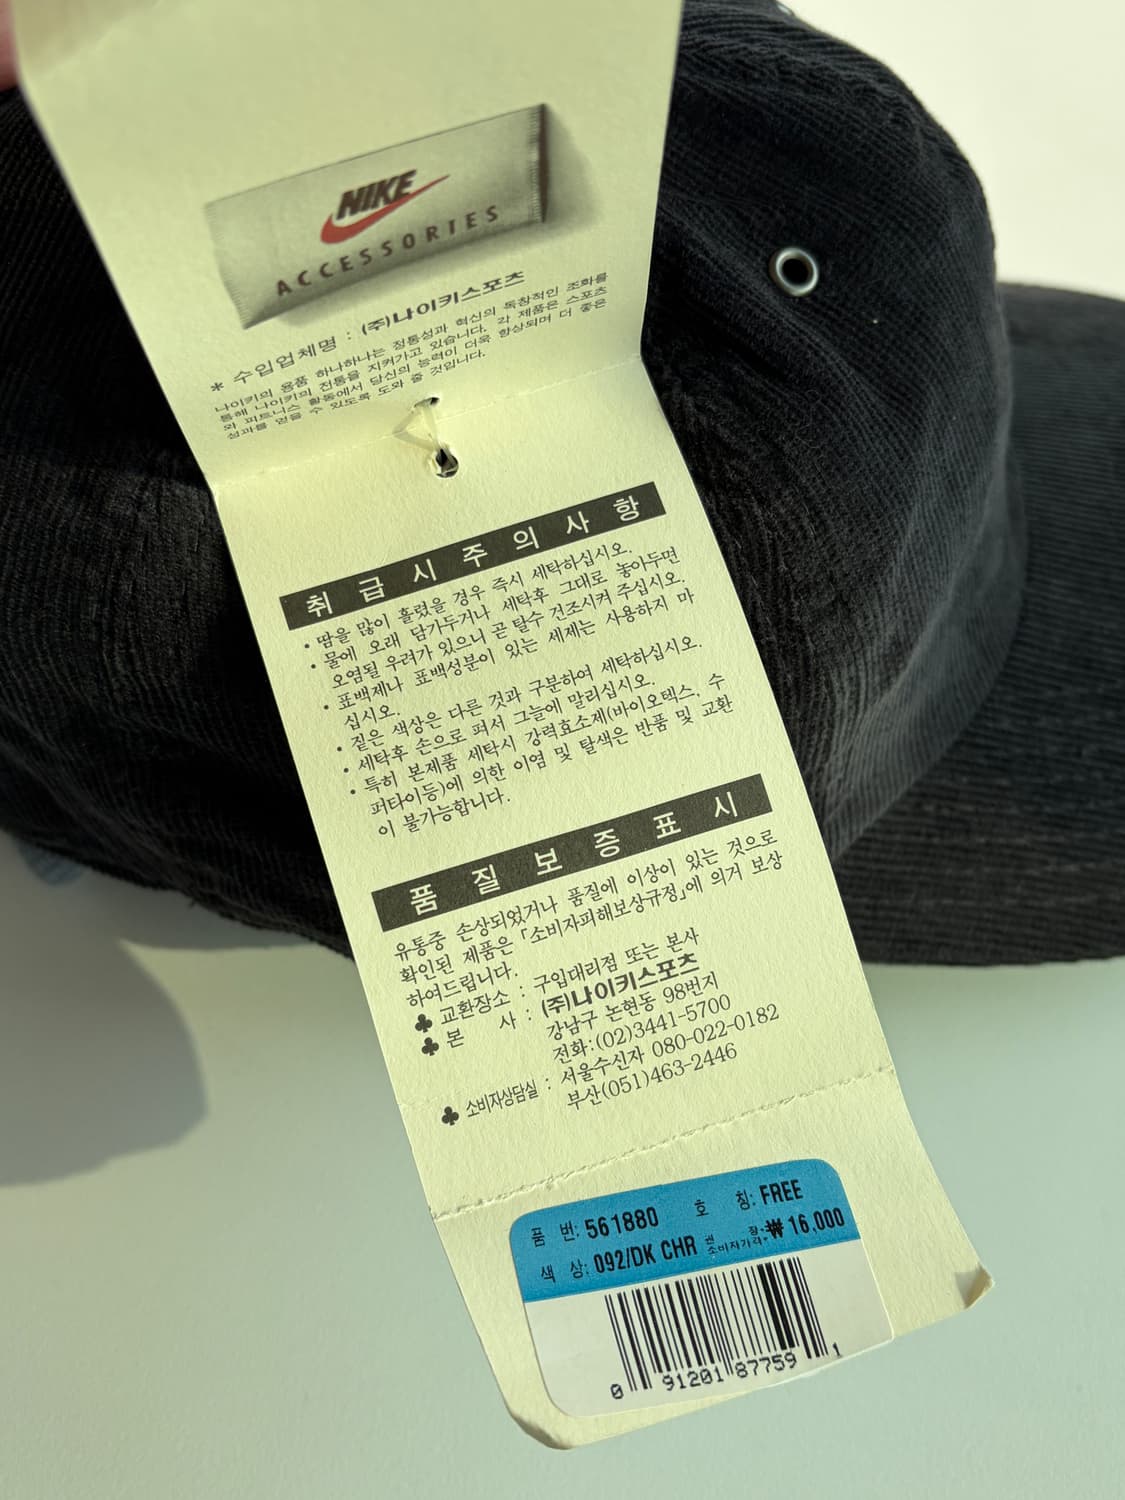 NIKE
ACCESSORIES
* 수입업체명 : (주)나이키스포츠
나이키의 용품 하나하나는 정통성과 혁신의 독창적인 조화를
통해 나이키의 전통을 지켜가고 있습니다. 각 제품은 스포츠
와 피트니스 활동에서 당신의 능력이 더욱 향상되며 더 좋은
성과를 얻을 수 있도록 도와 줄 것입니다.
취급시주의사항
• 땀을 많이 흘렸을 경우 즉시 세탁하십시오.
• 물에 오래 담가두거나 세탁후 그대로 놓아두면
오염될 우려가 있으니 곧 탈수 건조시켜 주십시오.
• 표백제나 표백성분이 있는 세제는 사용하지 마
십시오.
• 짙은 색상은 다른 것과 구분하여 세탁하십시오.
• 세탁후 손으로 펴서 그늘에 말리십시오.
• 특히 본제품 세탁시 강력효소제(바이오텍스, 수
퍼타이등)에 의한 이염 및 탈색은 반품 및 교환
이 불가능합니다.
품질보증표시
유통중 손상되었거나 품질에 이상이 있는 것으로
확인된 제품은 「소비자피해보상규정」에 의거 보상
하여드립니다.
♣ 교환장소 : 구입대리점 또는 본사
♣ 본 사 : (주)나이키스포츠
강남구 논현동 98번지
전화:(02)3441-5700
♣ 소비자상담실 : 서울수신자 080-022-0182
부산(051)463-2446
품 번: 561880 호 칭: FREE
색 상: 092/DK CHR 권 장 소비자가격: ₩ 16,000
0 91201 87759 1